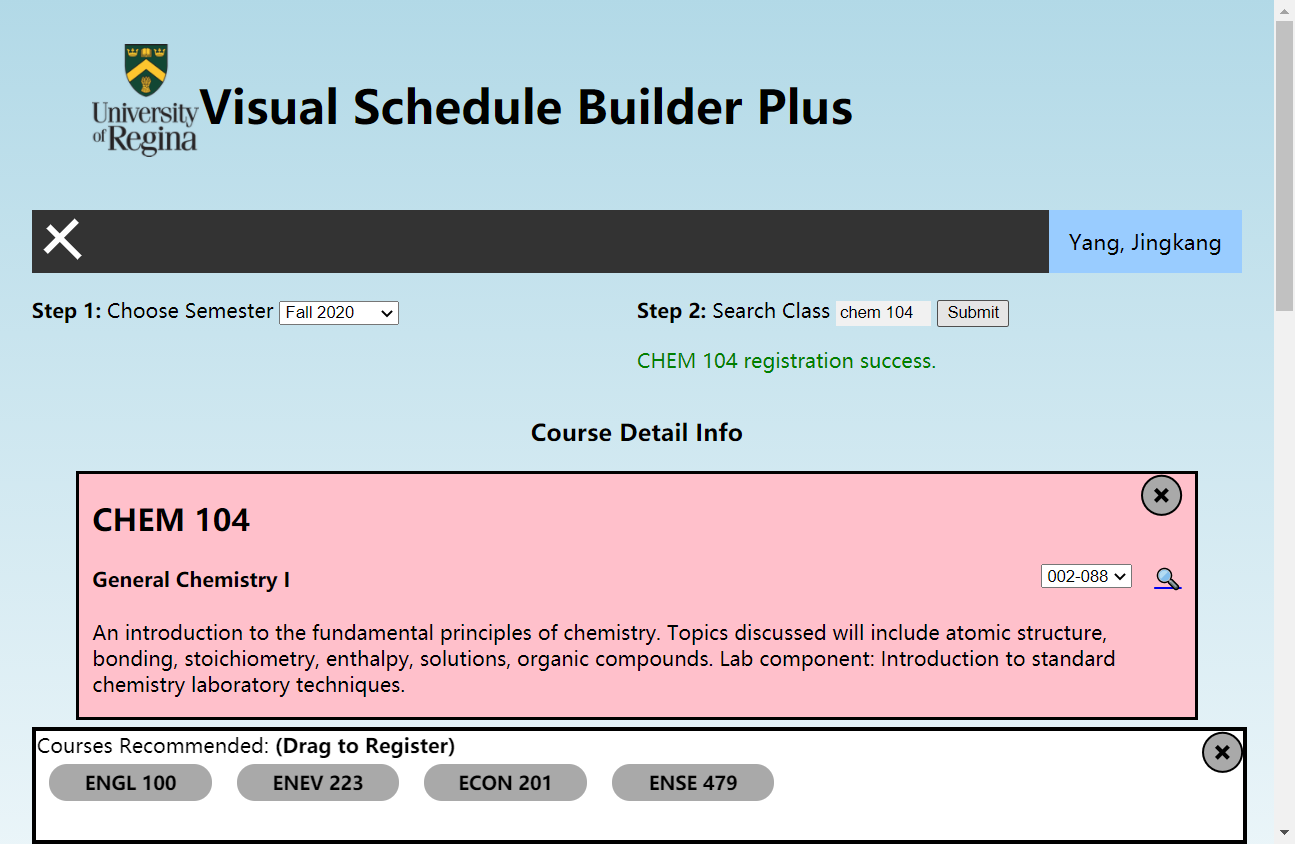 University
of Regina
Visual Schedule Builder Plus
Yang, Jingkang
Step 1: Choose Semester Fall 2020
Step 2: Search Class chem 104 Submit
CHEM 104 registration success.
Course Detail Info
CHEM 104
General Chemistry I
002-088
An introduction to the fundamental principles of chemistry. Topics discussed will include atomic structure,
bonding, stoichiometry, enthalpy, solutions, organic compounds. Lab component: Introduction to standard
chemistry laboratory techniques.
Courses Recommended: (Drag to Register)
ENGL 100
ENEV 223
ECON 201
ENSE 479